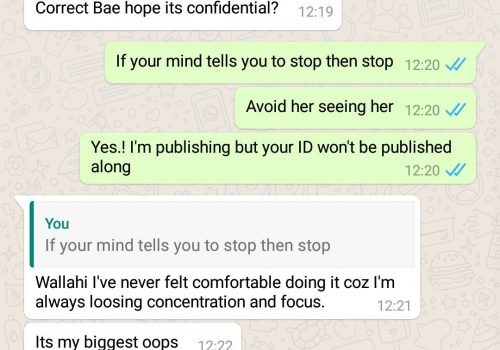 Correct Bae hope its confidential? 12:19
If your mind tells you to stop then stop 12:20
Avoid her seeing her 12:20
Yes.! I'm publishing but your ID won't be published
along 12:20
You
If your mind tells you to stop then stop
Wallahi I've never felt comfortable doing it coz I'm
always loosing concentration and focus. 12:21
Its my biggest oops 12:22